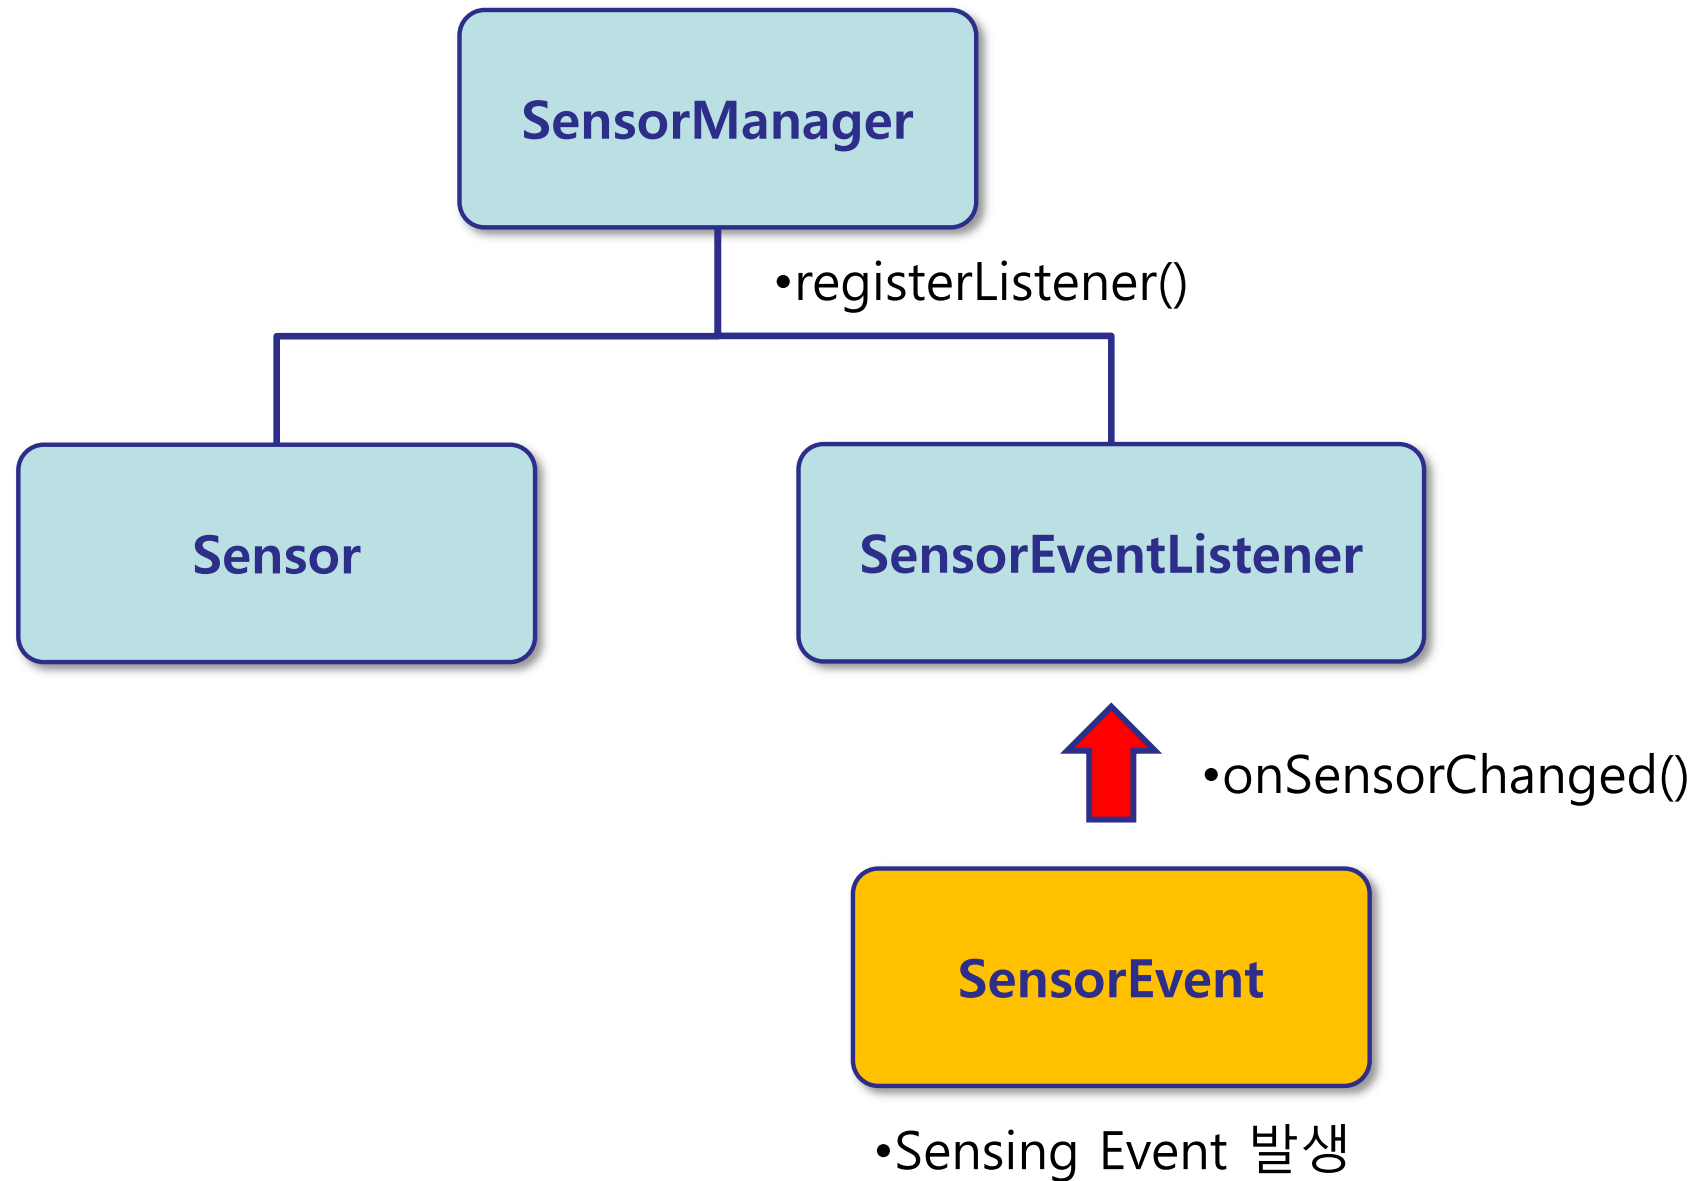 SensorManager
•registerListener()
Sensor
SensorEventListener
•onSensorChanged()
SensorEvent
•Sensing Event 발생